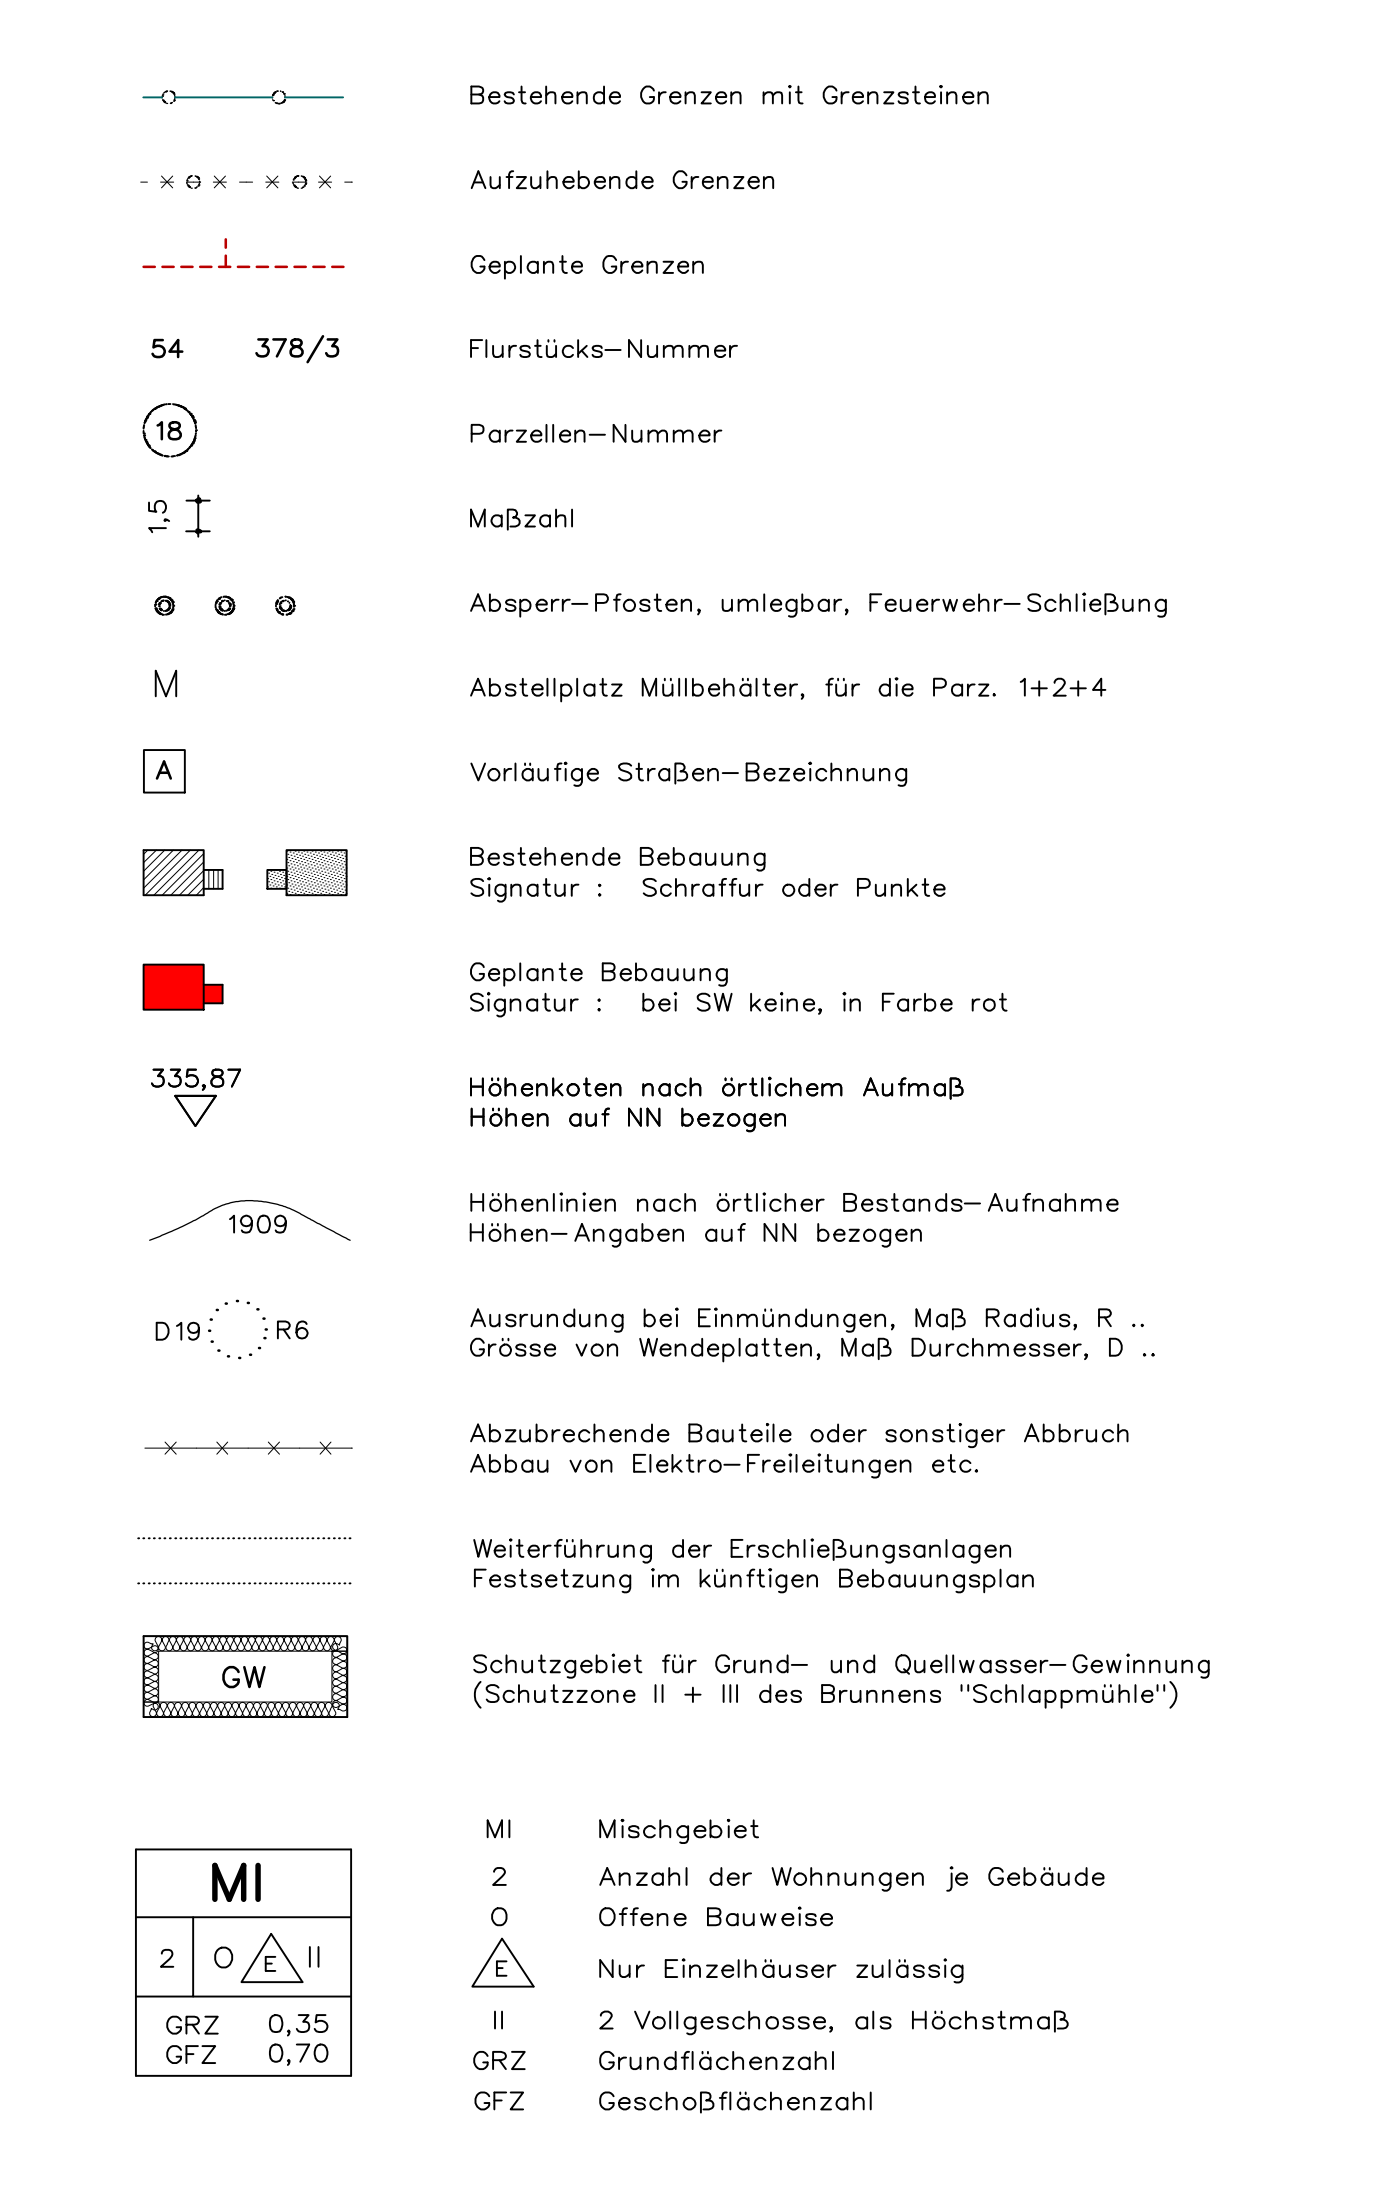 Bestehende Grenzen mit Grenzsteinen
Aufzuhebende Grenzen
Geplante Grenzen
54 378/3 Flurstücks–Nummer
18 Parzellen–Nummer
1,5 Maßzahl
Absperr–Pfosten, umlegbar, Feuerwehr–Schließung
M Abstellplatz Müllbehälter, für die Parz. 1+2+4
A Vorläufige Straßen–Bezeichnung
Bestehende Bebauung
Signatur : Schraffur oder Punkte
Geplante Bebauung
Signatur : bei SW keine, in Farbe rot
335,87 Höhenkoten nach örtlichem Aufmaß
Höhen auf NN bezogen
Höhenlinien nach örtlicher Bestands–Aufnahme
1909 Höhen–Angaben auf NN bezogen
Ausrundung bei Einmündungen, Maß Radius, R ..
D19 R6 Grösse von Wendeplatten, Maß Durchmesser, D ..
Abzubrechende Bauteile oder sonstiger Abbruch
Abbau von Elektro–Freileitungen etc.
Weiterführung der Erschließungsanlagen
Festsetzung im künftigen Bebauungsplan
GW Schutzgebiet für Grund– und Quellwasser–Gewinnung
(Schutzzone II + III des Brunnens "Schlappmühle")
MI
2 O E II
GRZ 0,35
GFZ 0,70
MI Mischgebiet
2 Anzahl der Wohnungen je Gebäude
O Offene Bauweise
E Nur Einzelhäuser zulässig
II 2 Vollgeschosse, als Höchstmaß
GRZ Grundflächenzahl
GFZ Geschoßflächenzahl